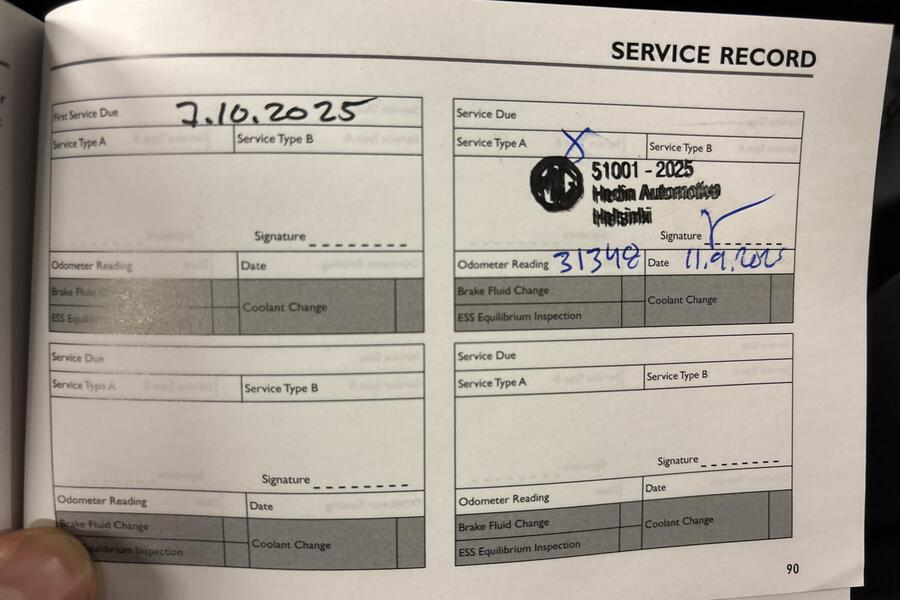 SERVICE RECORD
First Service Due 7.10.2025
Service Type A Service Type B
Signature
Odometer Reading Date
Brake Fluid
Coolant Change
ESS
Service Due
Service Type A X Service Type B
MG 51001 - 2025
Hedin Automotive
Helsinki
Signature
Odometer Reading 31348 Date 11.9.2025
Brake Fluid Change
Coolant Change
ESS Equilibrium Inspection
Service Due
Service Type A Service Type B
Signature
Odometer Reading Date
Brake Fluid Change
Coolant Change
Equilibrium Inspection
Service Due
Service Type A Service Type B
Signature
Odometer Reading Date
Brake Fluid Change
Coolant Change
ESS Equilibrium Inspection
90